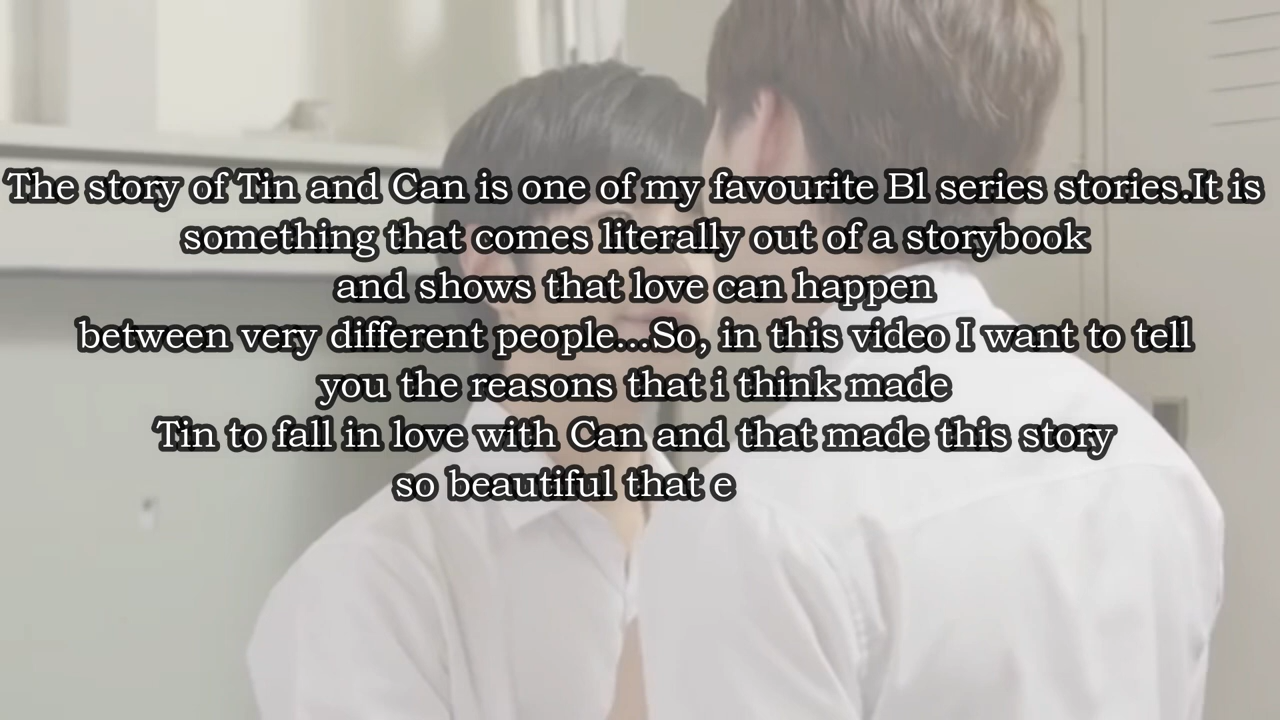 The story of Tin and Can is one of my favourite Bl series stories.It is
something that comes literally out of a storybook
and shows that love can happen
between very different people...So, in this video I want to tell
you the reasons that i think made
Tin to fall in love with Can and that made this story
so beautiful that e